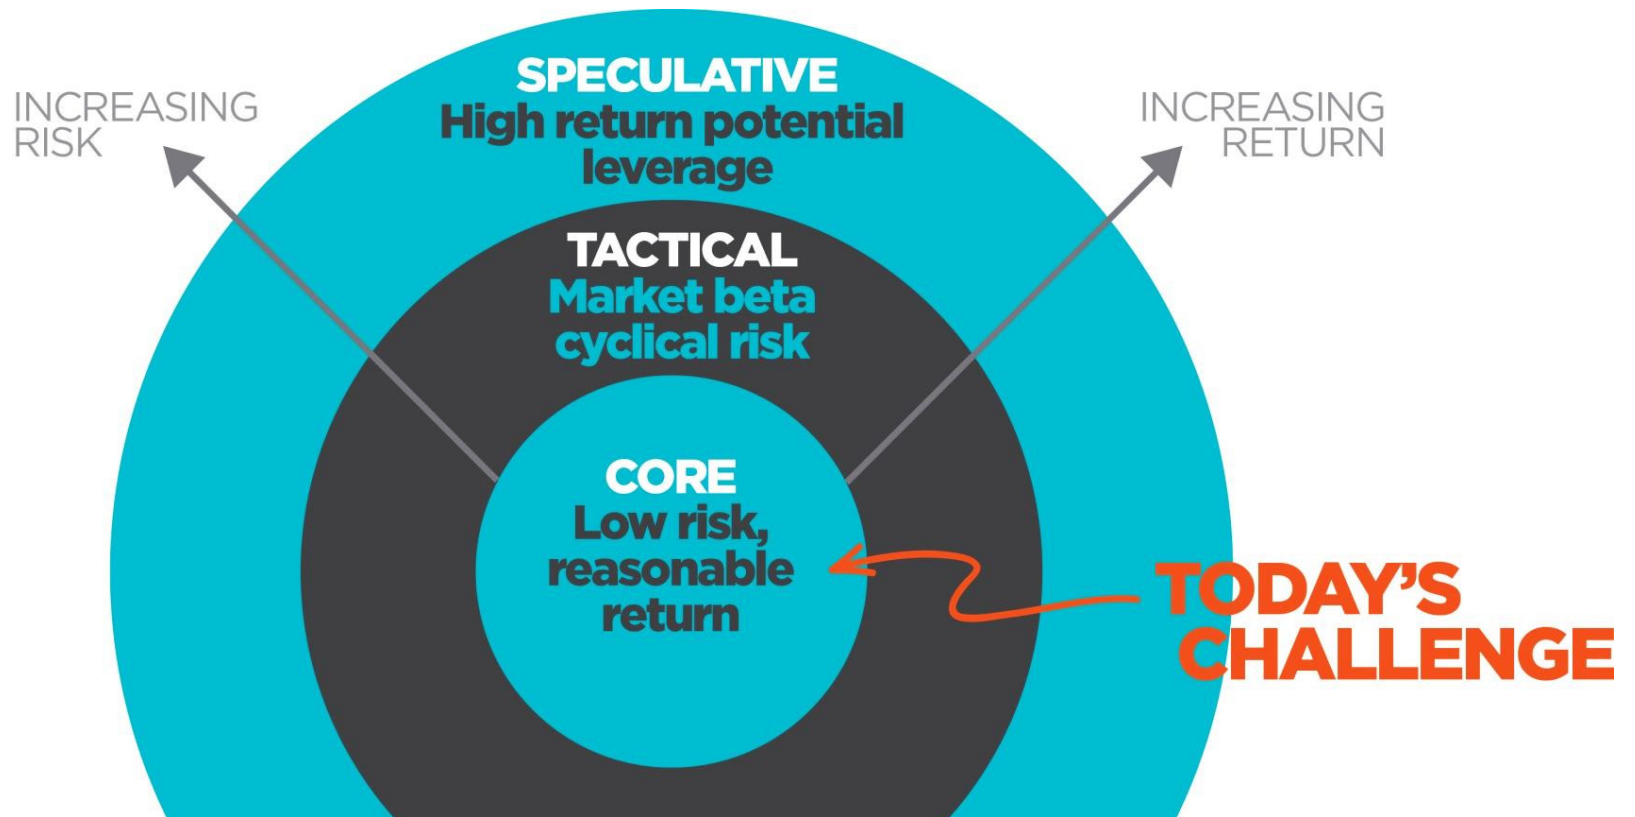 SPECULATIVE
High return potential
leverage
INCREASING
RISK
INCREASING
RETURN
TACTICAL
Market beta
cyclical risk
CORE
Low risk,
reasonable
return
TODAY'S
CHALLENGE